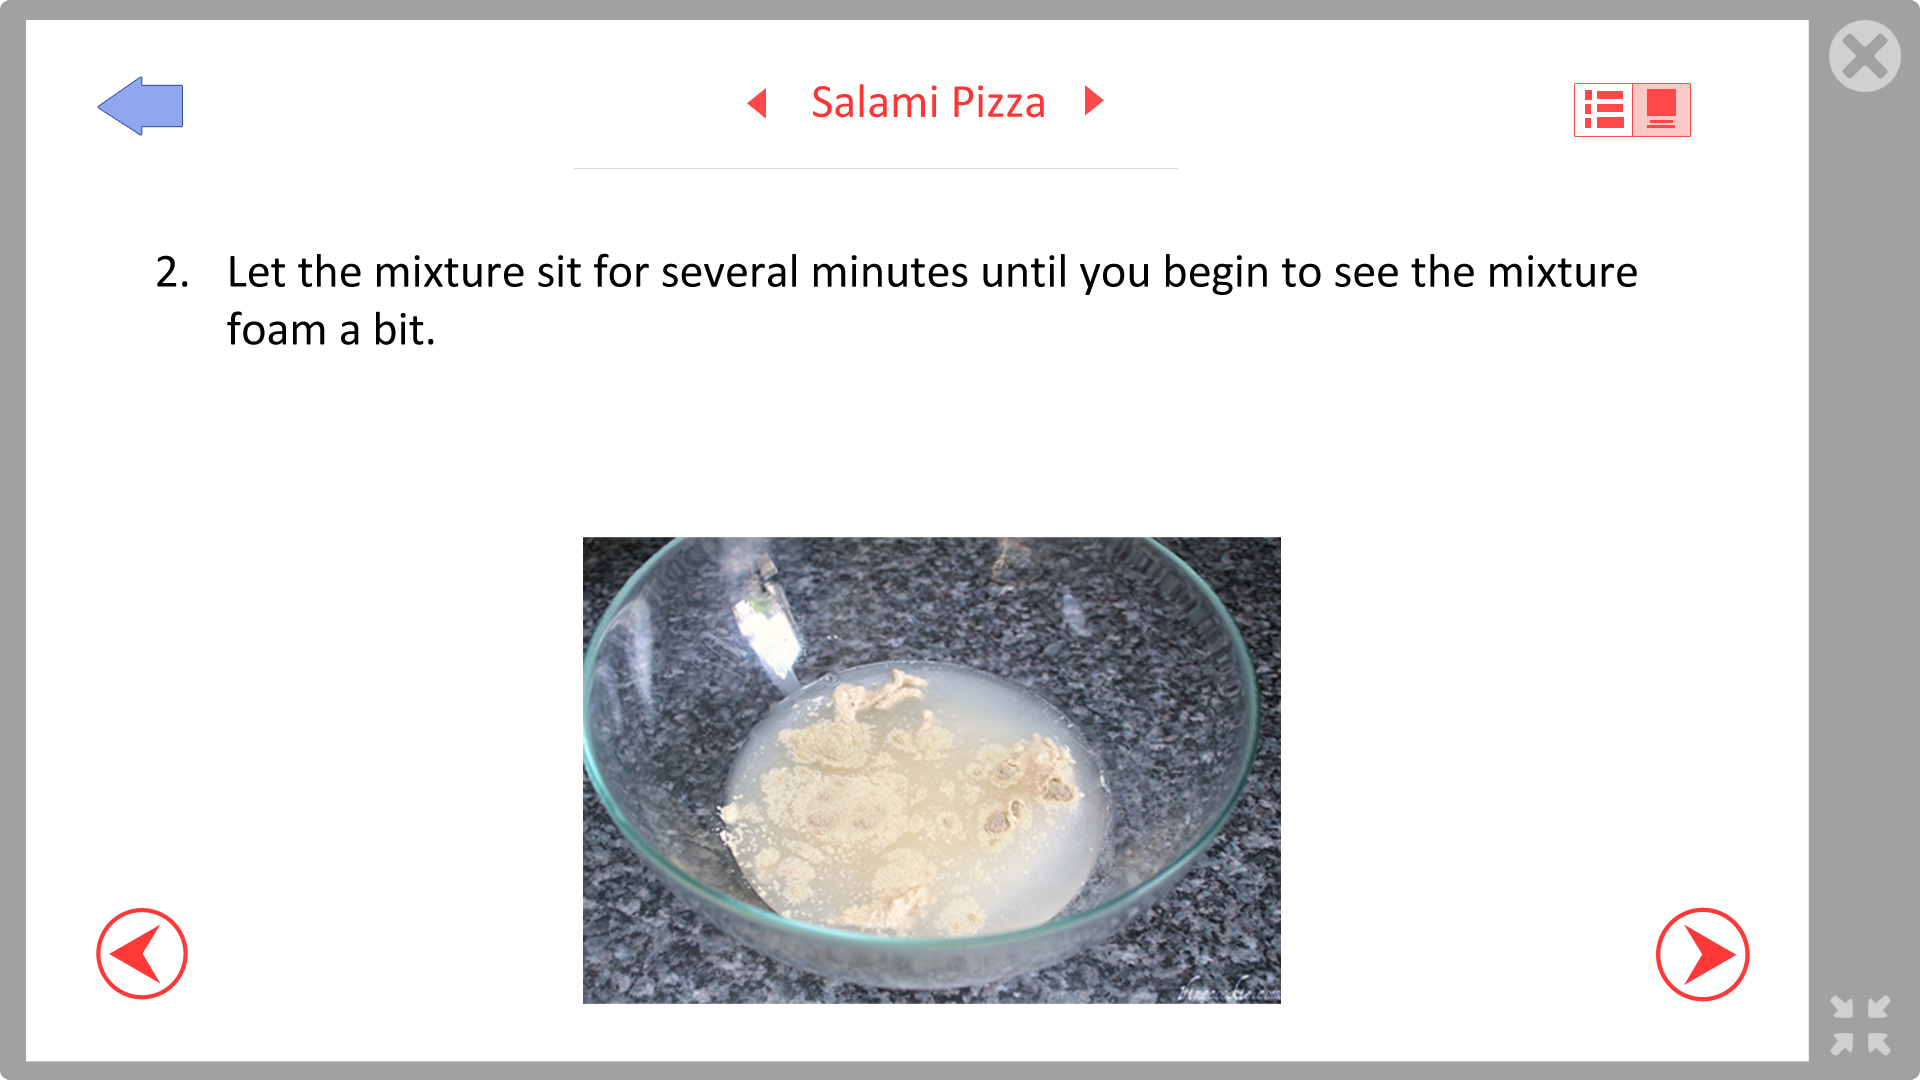 Salami Pizza
2. Let the mixture sit for several minutes until you begin to see the mixture
foam a bit.